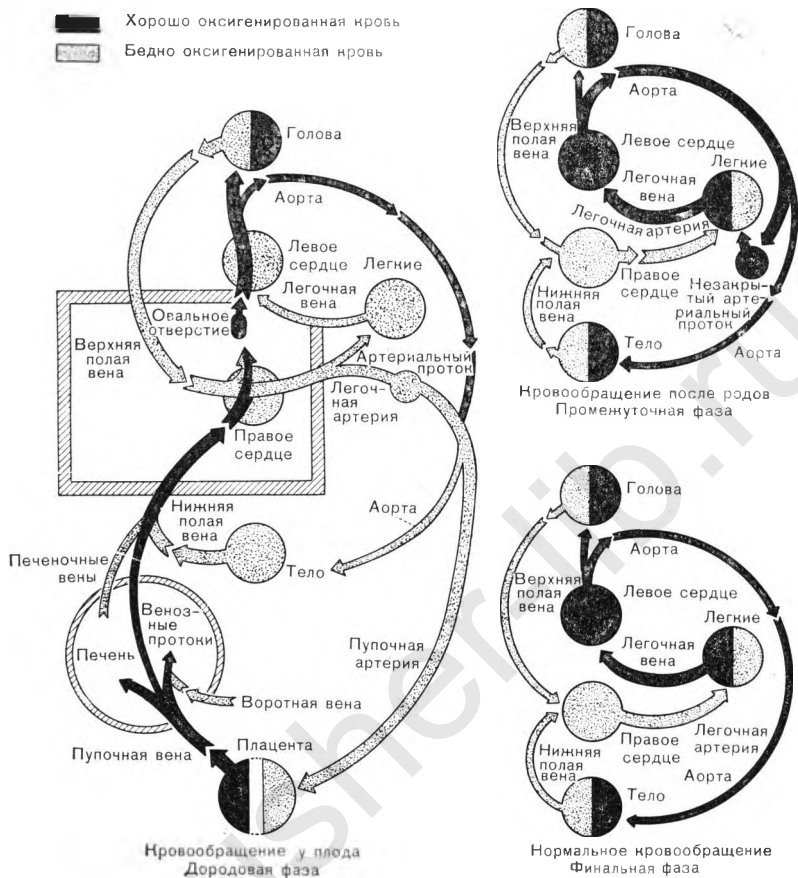 Хорошо оксигенированная кровь
Бедно оксигенированная кровь
Голова
Аорта
Левое
сердце
Легкие
Легочная
вена
Овальное
отверстие
Верхняя
полая
вена
Артериальный
проток
Легоч-
ная
артерия
Правое
сердце
Нижняя
полая
вена
Аорта
Тело
Печеночные
вены
Веноз-
ные
протоки
Печень
Пупочная
артерия
Воротная вена
Пупочная вена
Плацента
Кровообращение у плода
Дородовая фаза
Голова
Аорта
Верхняя
полая
вена
Левое сердце
Легкие
Легочная
вена
Легочная артерия
Правое
сердце
Нижняя
полая
вена
Незакры-
тый арте-
риальный
проток
Тело
Аорта
Кровообращение после родов
Промежуточная фаза
Голова
Аорта
Верхняя
полая
вена
Левое сердце
Легкие
Легочная
вена
Нижняя
полая
вена
Правое
сердце
Легочная
артерия
Аорта
Тело
Нормальное кровообращение
Финальная фаза